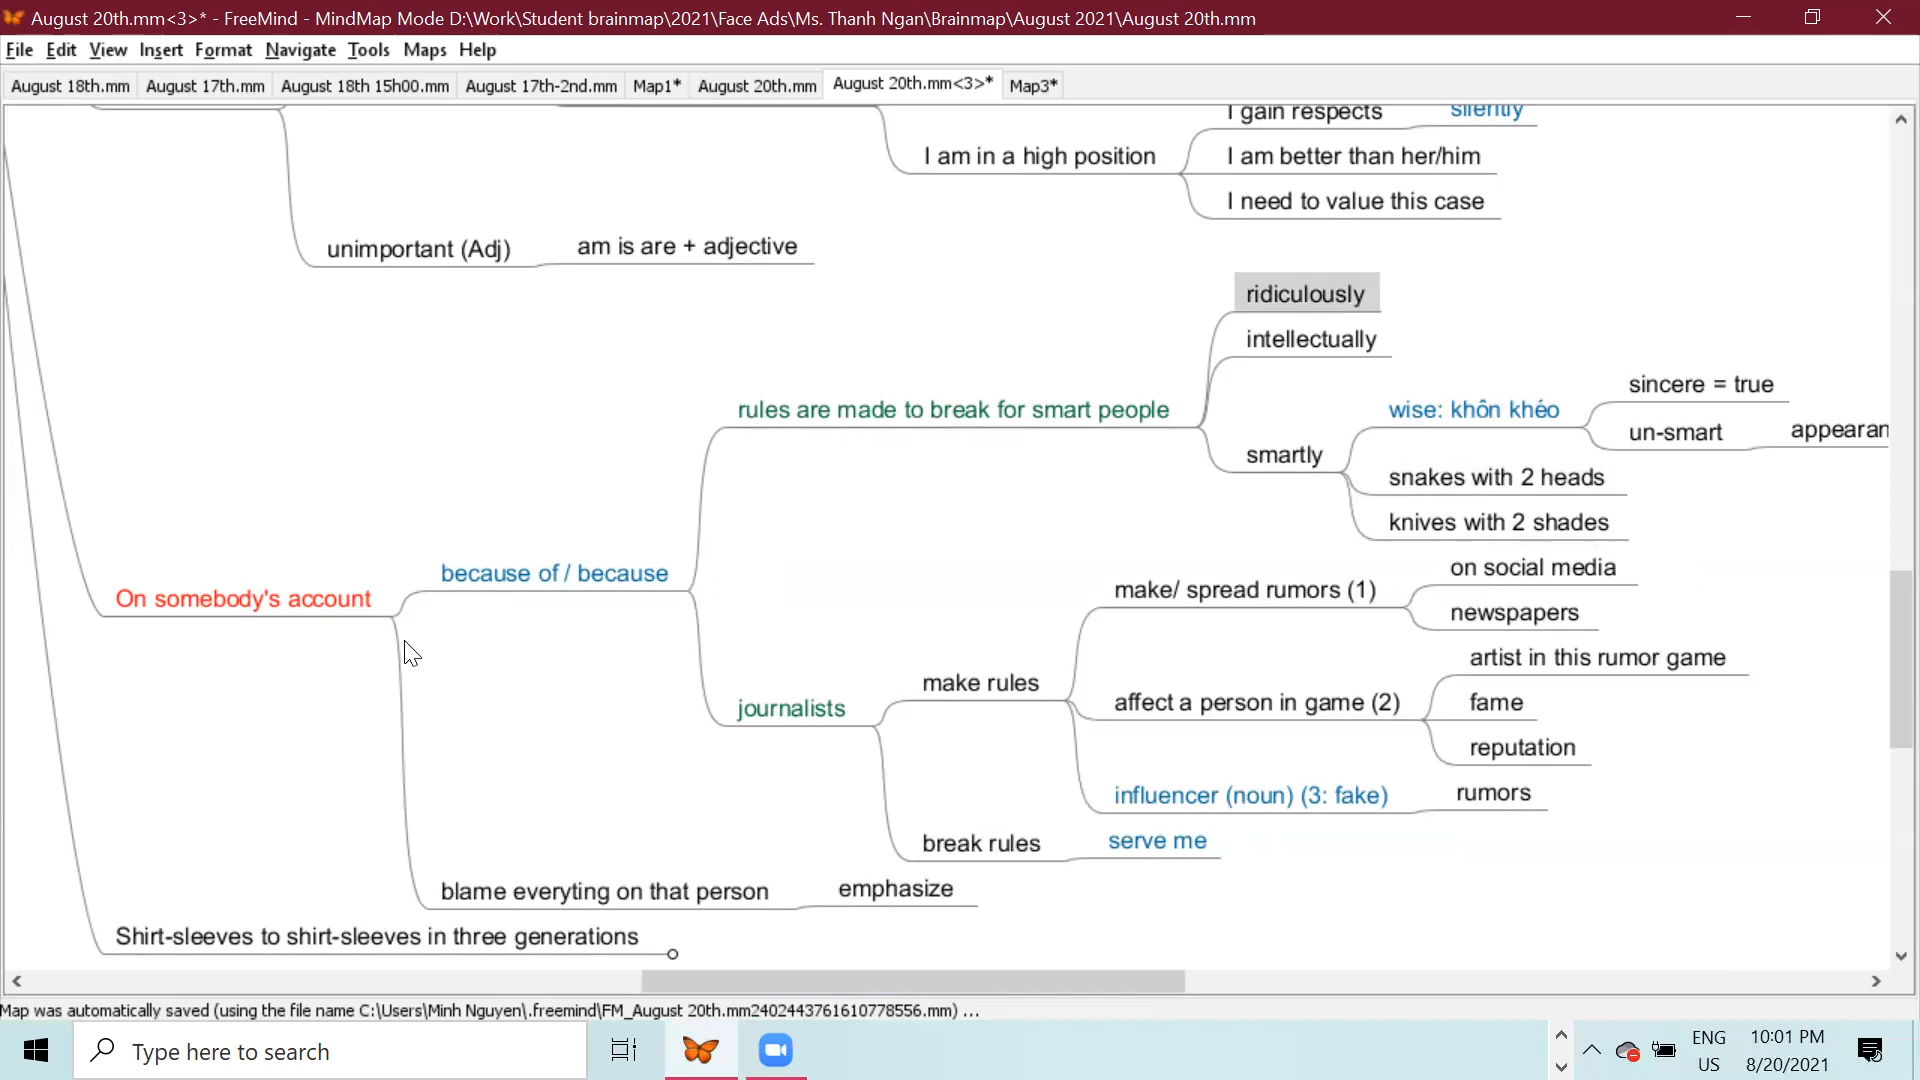 August 20th.mm<3>* - FreeMind - MindMap Mode D:\Work\Student brainmap\2021\Face Ads\Ms. Thanh Ngan\Brainmap\August 2021\August 20th.mm
File Edit View Insert Format Navigate Tools Maps Help
August 18th.mm August 17th.mm August 18th 15h00.mm August 17th-2nd.mm Map1* August 20th.mm August 20th.mm<3>* Map3*
I gain respects silently
I am in a high position I am better than her/him
I need to value this case
unimportant (Adj) am is are + adjective
ridiculously
intellectually
sincere = true
rules are made to break for smart people wise: khôn khéo
un-smart appearan
smartly
snakes with 2 heads
knives with 2 shades
on social media
because of / because
make/ spread rumors (1)
On somebody's account
newspapers
artist in this rumor game
make rules
affect a person in game (2) fame
journalists
reputation
influencer (noun) (3: fake) rumors
break rules serve me
blame everyting on that person emphasize
Shirt-sleeves to shirt-sleeves in three generations
Map was automatically saved (using the file name C:\Users\Minh Nguyen\.freemind\FM_August 20th.mm2402443761610778556.mm) ...
Type here to search
ENG 10:01 PM
US 8/20/2021